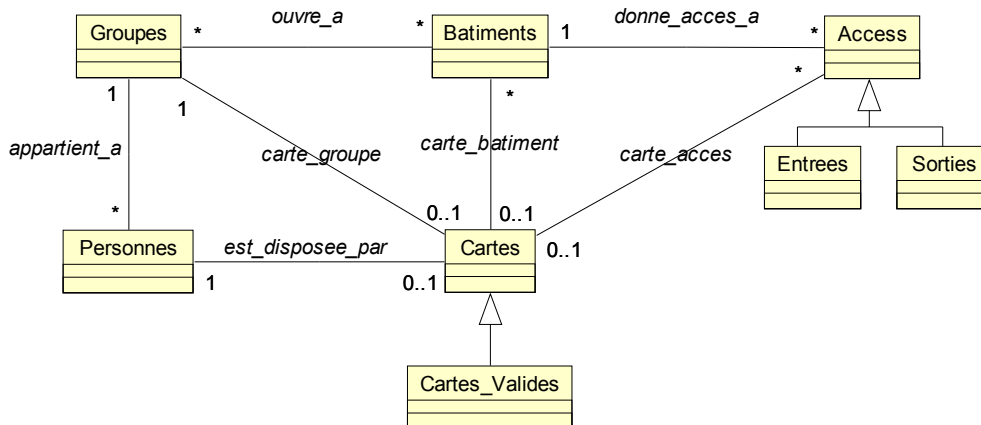 ouvre_a
donne_acces_a
Groupes * * Batiments 1 * Access
1 1 * *
appartient_a carte_groupe carte_batiment carte_acces Entrees Sorties
* 0..1 0..1
Personnes est_disposee_par Cartes 0..1
1 0..1
Cartes_Valides